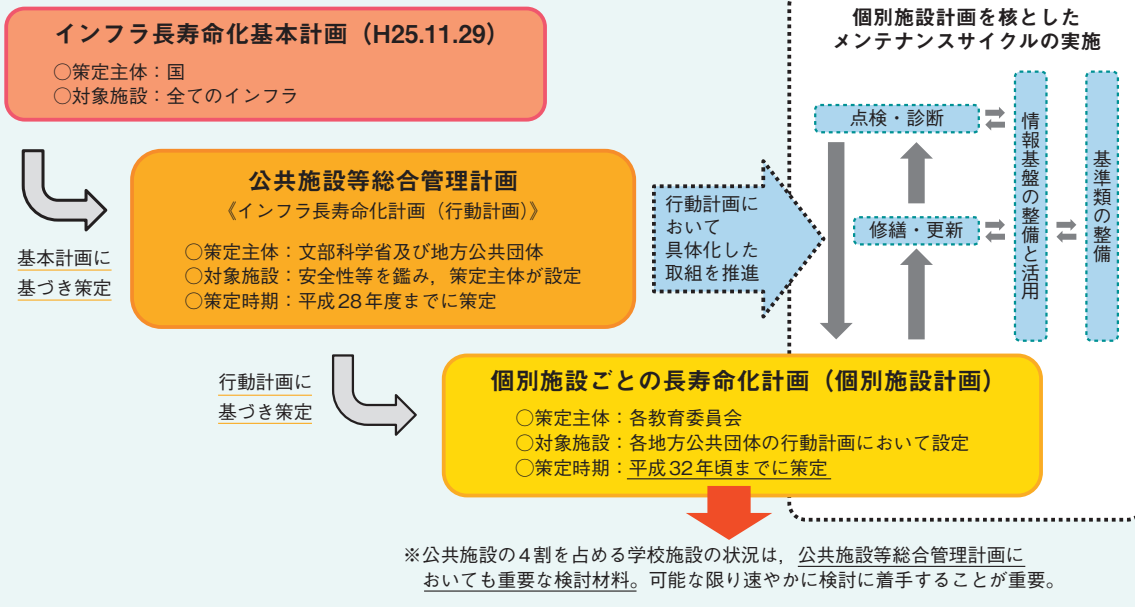 インフラ長寿命化基本計画（H25.11.29）
○策定主体：国
○対象施設：全てのインフラ
基本計画に
基づき策定
公共施設等総合管理計画
《インフラ長寿命化計画（行動計画）》
○策定主体：文部科学省及び地方公共団体
○対象施設：安全性等を鑑み，策定主体が設定
○策定時期：平成28年度までに策定
行動計画に
おいて
具体化した
取組を推進
個別施設計画を核とした
メンテナンスサイクルの実施
点検・診断
修繕・更新
情報基盤の整備と活用
基準類の整備
行動計画に
基づき策定
個別施設ごとの長寿命化計画（個別施設計画）
○策定主体：各教育委員会
○対象施設：各地方公共団体の行動計画において設定
○策定時期：平成32年頃までに策定
※公共施設の４割を占める学校施設の状況は，公共施設等総合管理計画に
おいても重要な検討材料。可能な限り速やかに検討に着手することが重要。